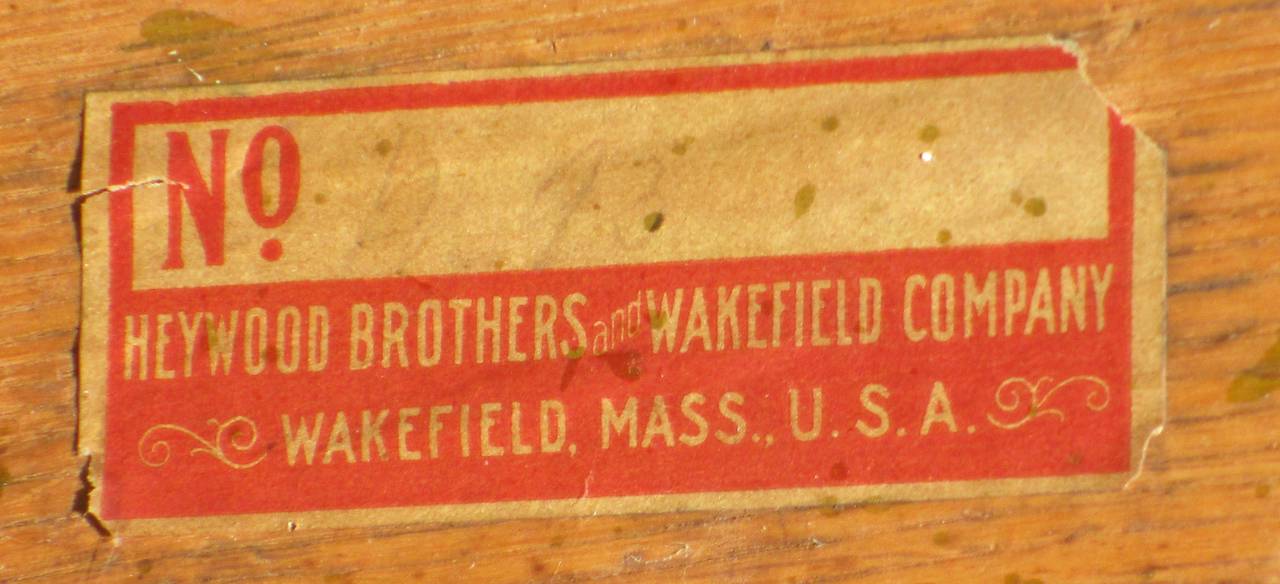 No.
HEYWOOD BROTHERS and WAKEFIELD COMPANY
WAKEFIELD, MASS., U. S. A.